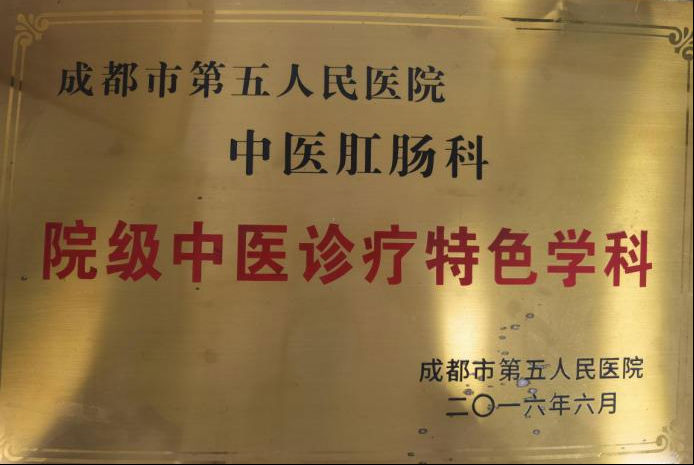 成都市第五人民医院
中医肛肠科
院级中医诊疗特色学科
成都市第五人民医院
二〇一六年六月